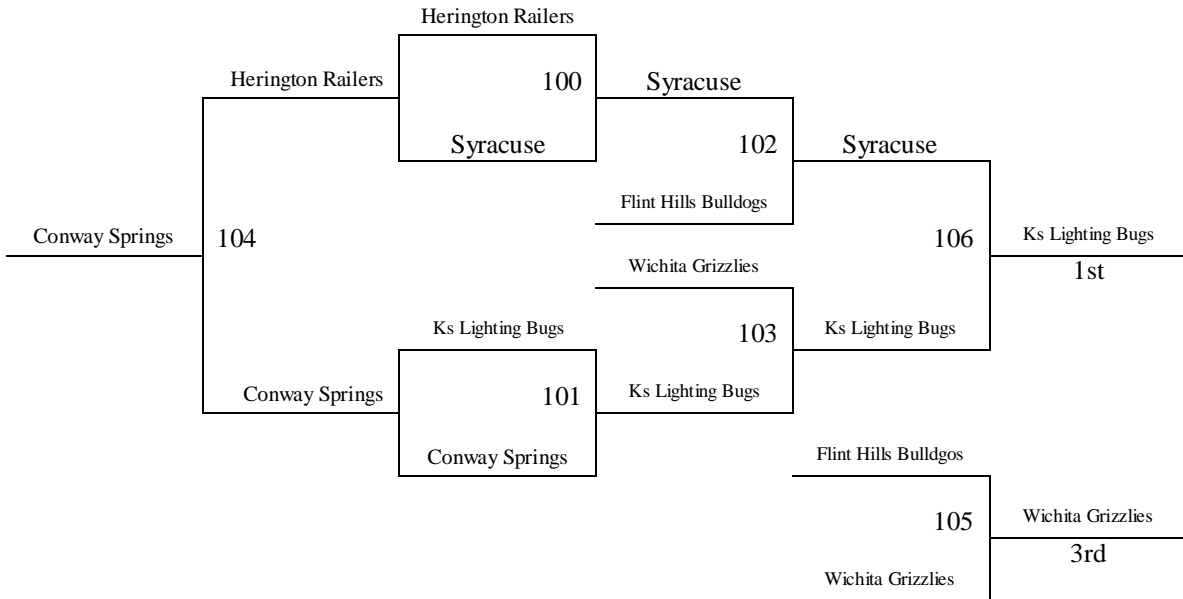 Herington Railers
Herington Railers
100
Syracuse
Syracuse
102
Syracuse
Flint Hills Bulldogs
Conway Springs
104
106
Ks Lighting Bugs
1st
Wichita Grizzlies
Ks Lighting Bugs
103
Ks Lighting Bugs
Conway Springs
101
Ks Lighting Bugs
Conway Springs
Flint Hills Bulldgos
105
Wichita Grizzlies
3rd
Wichita Grizzlies